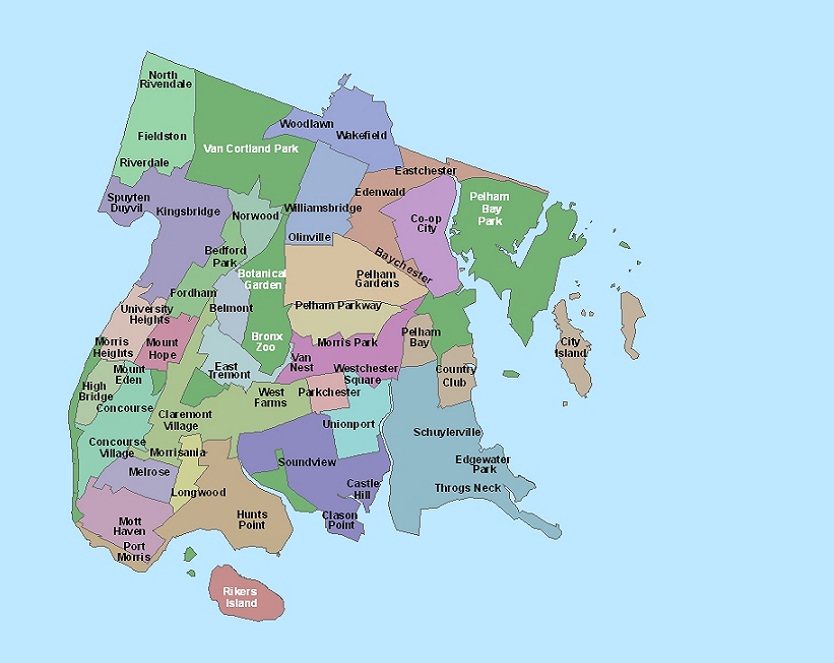 North
Rivendale
Woodlawn
Wakefield
Fieldston
Van Cortland Park
Riverdale
Eastchester
Edenwald
Spuyten
Duyvil
Kingsbridge
Norwood
Williamsbridge
Pelham
Bay
Park
Co-op
City
Olinville
Bedford
Park
Baychester
Botanical
Garden
Pelham
Gardens
Fordham
University
Heights
Belmont
Pelham Parkway
Morris
Heights
Mount
Hope
Bronx
Zoo
Morris Park
Pelham
Bay
City
Island
Van
Nest
Mount
Eden
East
Tremont
Westchester
Square
Country
Club
High
Bridge
West
Farms
Parkchester
Concourse
Claremont
Village
Unionport
Schuylerville
Concourse
Village
Morrisania
Soundview
Edgewater
Park
Melrose
Longwood
Castle
Hill
Throgs Neck
Mott
Haven
Hunts
Point
Clason
Point
Port
Morris
Rikers
Island